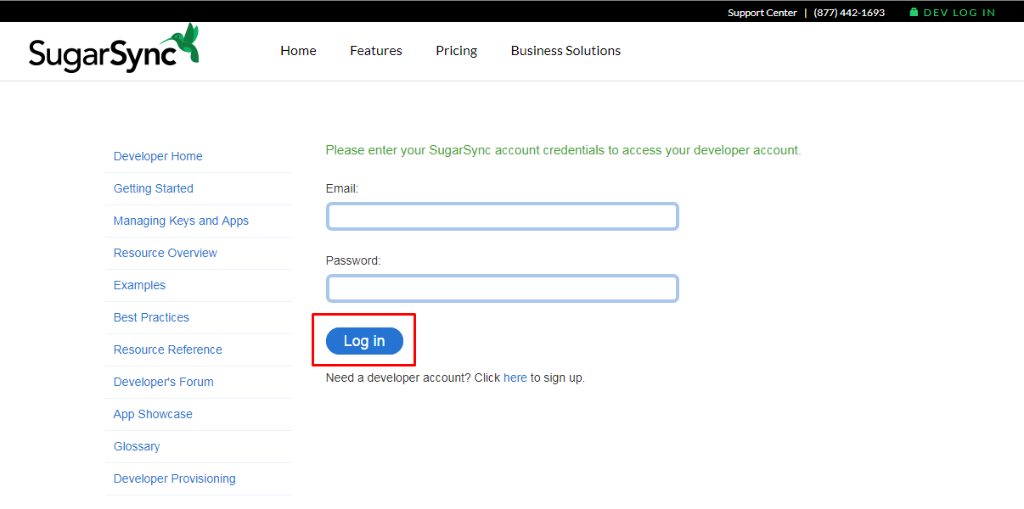 Support Center | (877) 442-1693 DEV LOG IN
SugarSync Home Features Pricing Business Solutions
Please enter your SugarSync account credentials to access your developer account.
Developer Home
Getting Started
Managing Keys and Apps
Resource Overview
Examples
Best Practices
Resource Reference
Developer's Forum
App Showcase
Glossary
Developer Provisioning
Email:
Password:
Log in
Need a developer account? Click here to sign up.